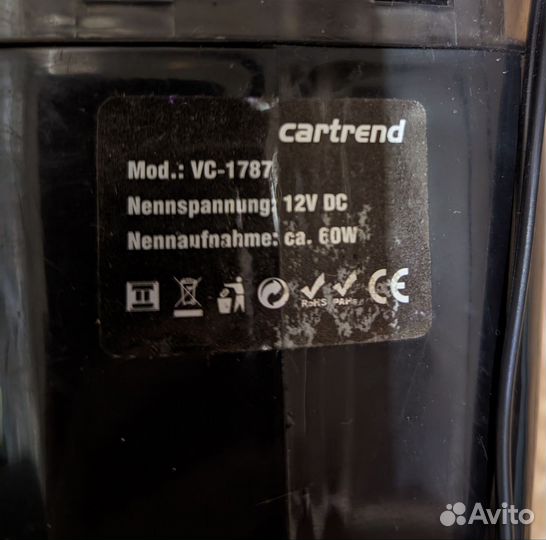 cartrend
Mod.: VC-1787
Nennspannung: 12V DC
Nennaufnahme: ca. 60W
RoHS PAHs CE
Avito